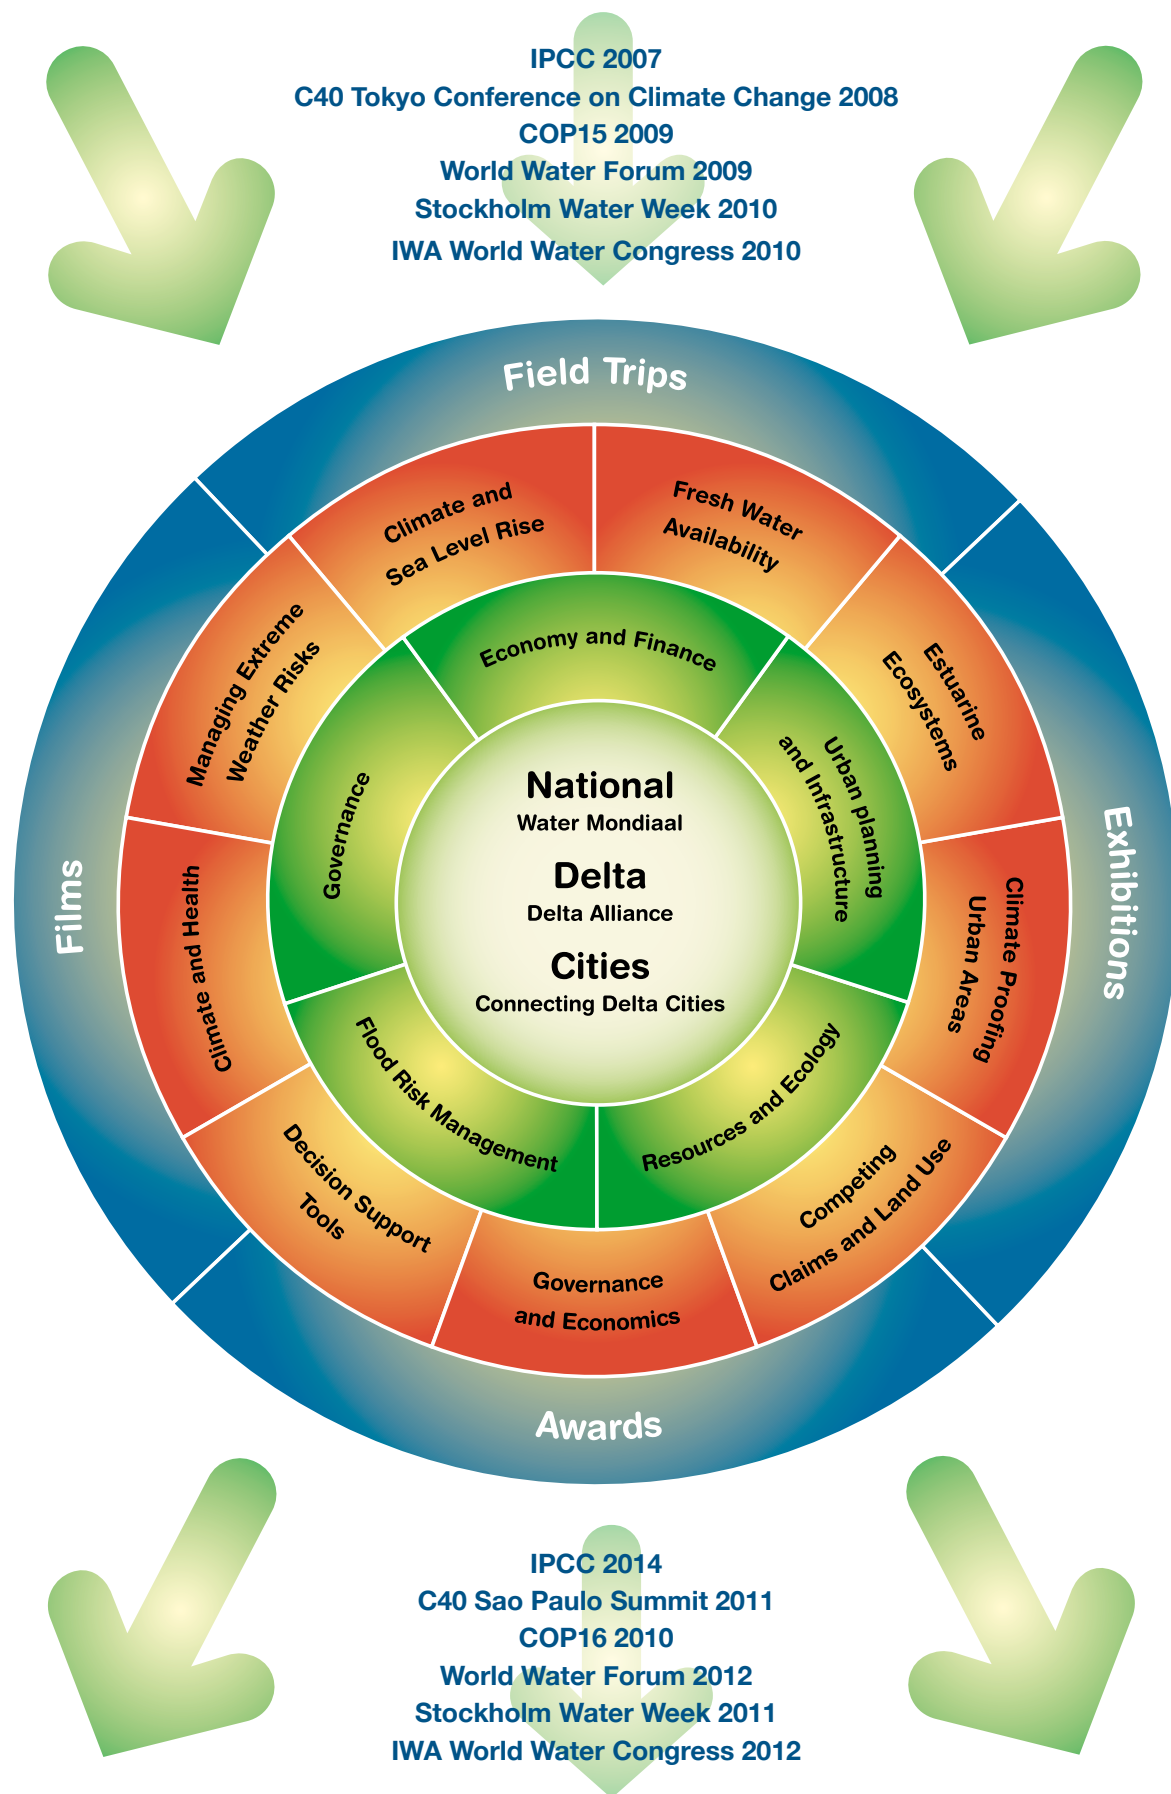 IPCC 2007
C40 Tokyo Conference on Climate Change 2008
COP15 2009
World Water Forum 2009
Stockholm Water Week 2010
IWA World Water Congress 2010
Field Trips
Exhibitions
Awards
Films
Climate and
Sea Level Rise
Fresh Water
Availability
Estuarine
Ecosystems
Climate Proofing
Urban Areas
Competing
Claims and Land Use
Governance
and Economics
Decision Support
Tools
Climate and Health
Managing Extreme
Weather Risks
Economy and Finance
Urban planning
and Infrastructure
Resources and Ecology
Flood Risk Management
Governance
National
Water Mondiaal
Delta
Delta Alliance
Cities
Connecting Delta Cities
IPCC 2014
C40 Sao Paulo Summit 2011
COP16 2010
World Water Forum 2012
Stockholm Water Week 2011
IWA World Water Congress 2012